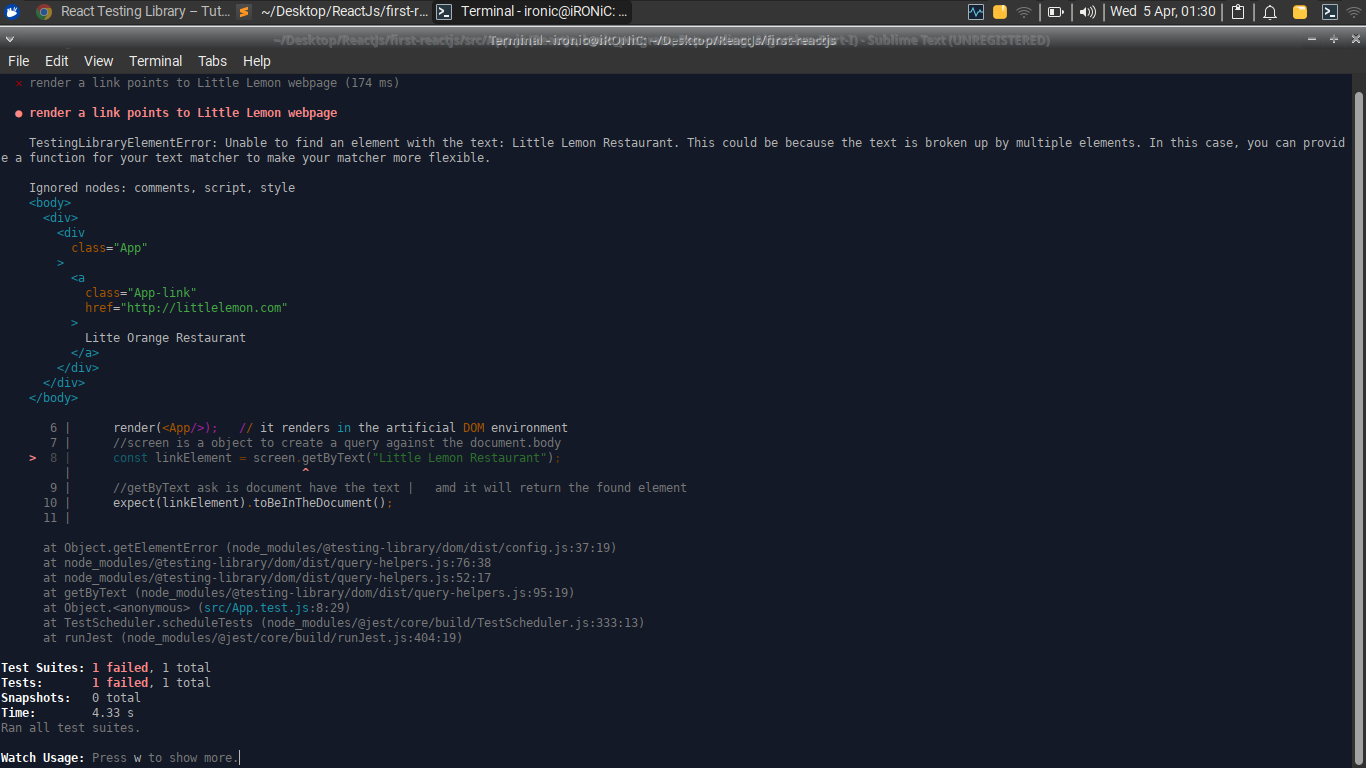 React Testing Library – Tut... ~/Desktop/ReactJs/first-r... Terminal - ironic@iRONiC: ... Wed 5 Apr, 01:30
Terminal - ironic@iRONiC: ~/Desktop/ReactJs/first-reactjs - Sublime Text (UNREGISTERED)
File Edit View Terminal Tabs Help
× render a link points to Little Lemon webpage (174 ms)
● render a link points to Little Lemon webpage
TestingLibraryElementError: Unable to find an element with the text: Little Lemon Restaurant. This could be because the text is broken up by multiple elements. In this case, you can provid
e a function for your text matcher to make your matcher more flexible.
Ignored nodes: comments, script, style
<body>
<div>
<div
class="App"
>
<a
class="App-link"
href="http://littlelemon.com"
>
Litte Orange Restaurant
</a>
</div>
</div>
</body>
6 | render(<App/>); // it renders in the artificial DOM environment
7 | //screen is a object to create a query against the document.body
> 8 | const linkElement = screen.getByText("Little Lemon Restaurant");
| ^
9 | //getByText ask is document have the text | amd it will return the found element
10 | expect(linkElement).toBeInTheDocument();
11 |
at Object.getElementError (node_modules/@testing-library/dom/dist/config.js:37:19)
at node_modules/@testing-library/dom/dist/query-helpers.js:76:38
at node_modules/@testing-library/dom/dist/query-helpers.js:52:17
at getByText (node_modules/@testing-library/dom/dist/query-helpers.js:95:19)
at Object.<anonymous> (src/App.test.js:8:29)
at TestScheduler.scheduleTests (node_modules/@jest/core/build/TestScheduler.js:333:13)
at runJest (node_modules/@jest/core/build/runJest.js:404:19)
Test Suites: 1 failed, 1 total
Tests: 1 failed, 1 total
Snapshots: 0 total
Time: 4.33 s
Ran all test suites.
Watch Usage: Press w to show more.